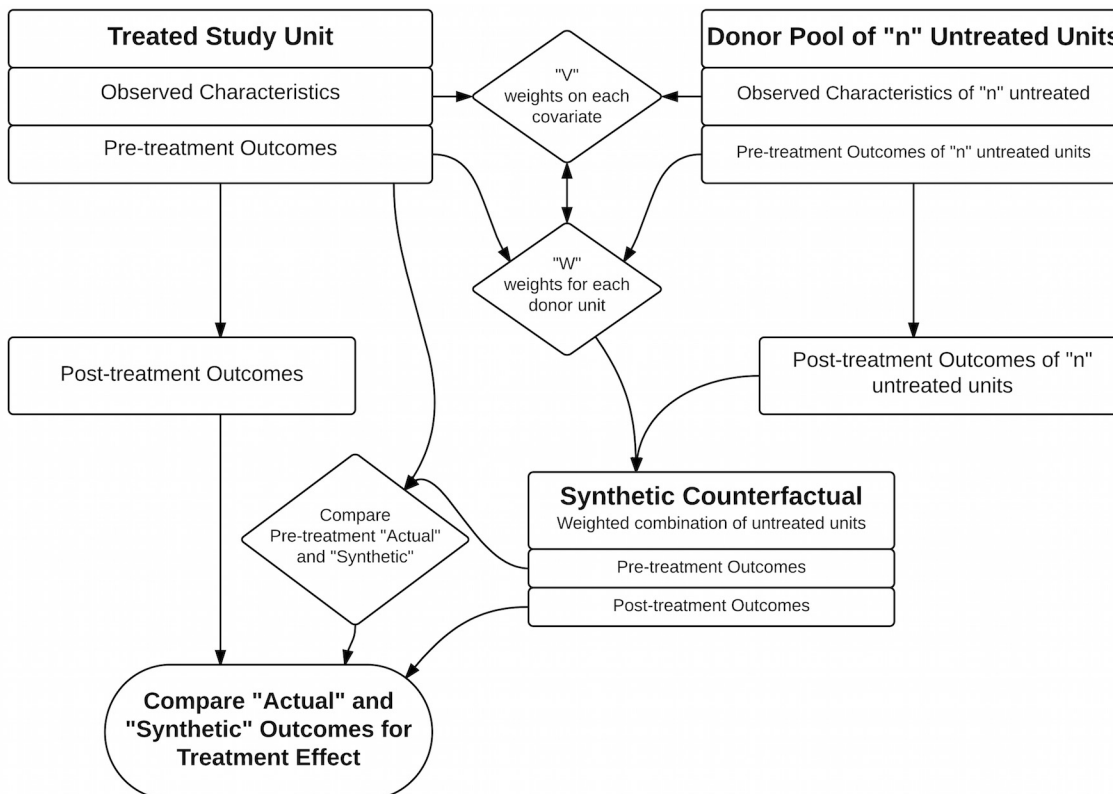 Treated Study Unit
Observed Characteristics
Pre-treatment Outcomes
"V"
weights on each
covariate
Donor Pool of "n" Untreated Units
Observed Characteristics of "n" untreated
Pre-treatment Outcomes of "n" untreated units
"W"
weights for each
donor unit
Post-treatment Outcomes
Post-treatment Outcomes of "n"
untreated units
Compare
Pre-treatment "Actual"
and "Synthetic"
Synthetic Counterfactual
Weighted combination of untreated units
Pre-treatment Outcomes
Post-treatment Outcomes
Compare "Actual" and
"Synthetic" Outcomes for
Treatment Effect